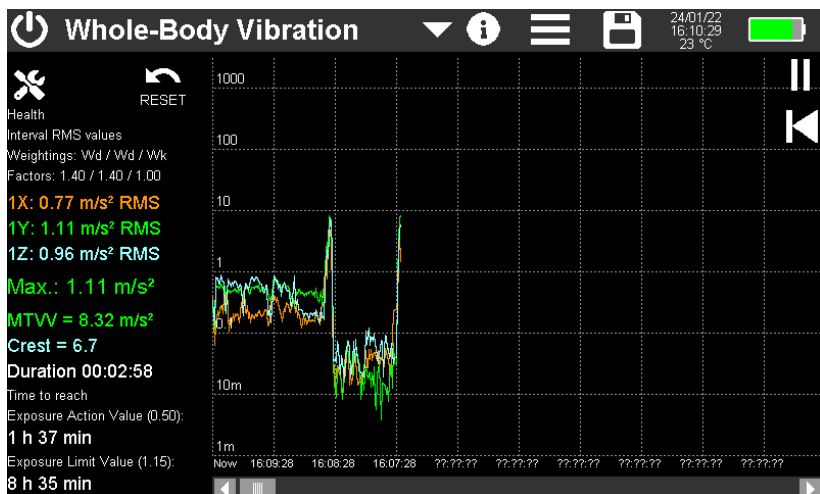 Whole-Body Vibration
24/01/22
16:10:29
23 °C
RESET
Health
Interval RMS values
Weightings: Wd / Wd / Wk
Factors: 1.40 / 1.40 / 1.00
1X: 0.77 m/s² RMS
1Y: 1.11 m/s² RMS
1Z: 0.96 m/s² RMS
Max.: 1.11 m/s²
MTVV = 8.32 m/s²
Crest = 6.7
Duration 00:02:58
Time to reach
Exposure Action Value (0.50):
1 h 37 min
Exposure Limit Value (1.15):
8 h 35 min
1000
100
10
1
10m
1m
Now 16:09:28 16:08:28 16:07:28 ??:??:?? ??:??:?? ??:??:?? ??:??:?? ??:??:?? ??:??:??